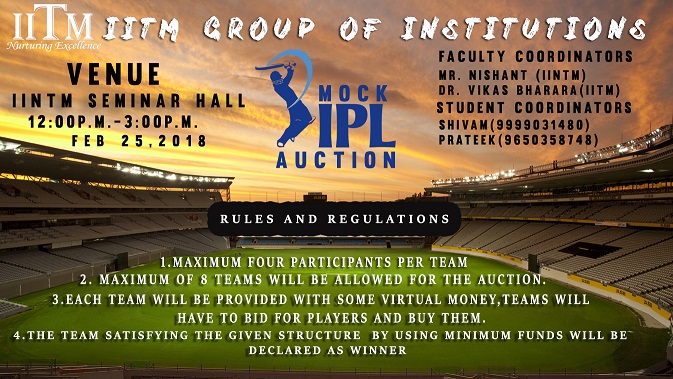 IITM
Nurturing Excellence
IITM GROUP OF INSTITUTIONS
VENUE
IINTM SEMINAR HALL
12:00P.M.-3:00P.M.
FEB 25,2018
MOCK
IPL
AUCTION
FACULTY COORDINATORS
MR. NISHANT (IINTM)
DR. VIKAS BHARARA(IITM)
STUDENT COORDINATORS
SHIVAM(9999031480)
PRATEEK(9650358748)
RULES AND REGULATIONS
1.MAXIMUM FOUR PARTICIPANTS PER TEAM
2. MAXIMUM OF 8 TEAMS WILL BE ALLOWED FOR THE AUCTION.
3.EACH TEAM WILL BE PROVIDED WITH SOME VIRTUAL MONEY,TEAMS WILL
HAVE TO BID FOR PLAYERS AND BUY THEM.
4.THE TEAM SATISFYING THE GIVEN STRUCTURE BY USING MINIMUM FUNDS WILL BE
DECLARED AS WINNER